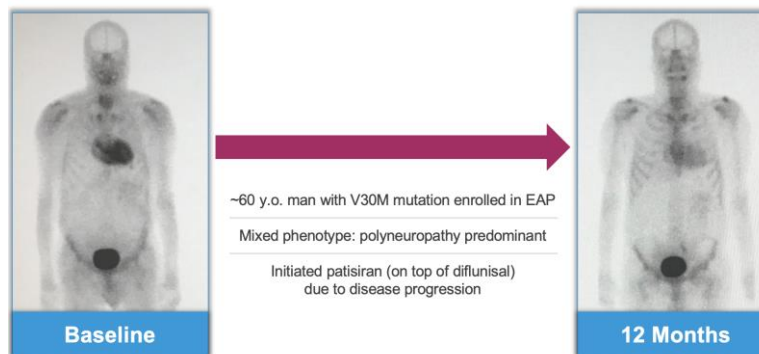 ~60 y.o. man with V30M mutation enrolled in EAP
Mixed phenotype: polyneuropathy predominant
Initiated patisiran (on top of diflunisal)
due to disease progression
Baseline
12 Months